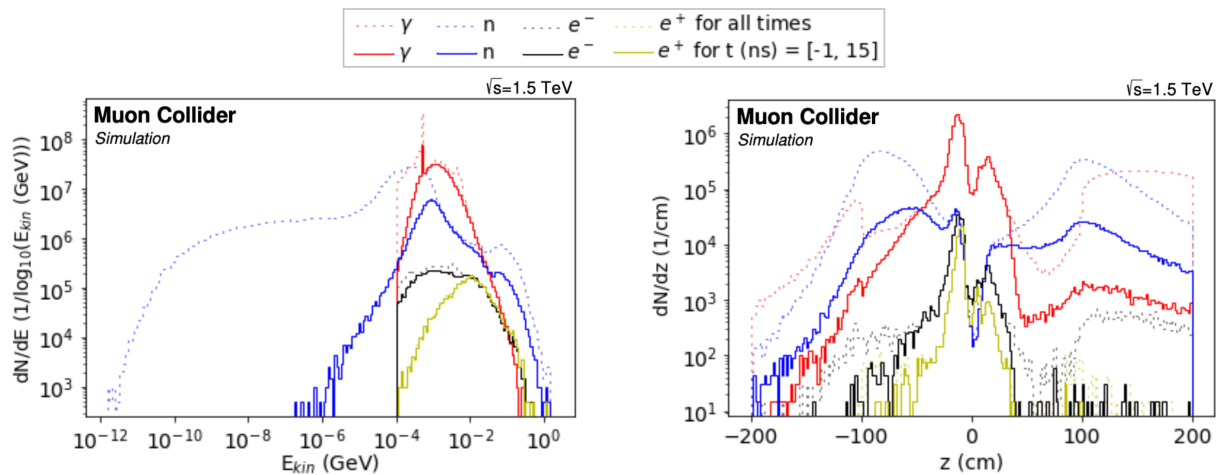 γ n e⁻ e⁺ for all times
γ n e⁻ e⁺ for t (ns) = [-1, 15]
√s=1.5 TeV
Muon Collider
Simulation
dN/dE (1/log₁₀(E_kin (GeV)))
10⁸
10⁷
10⁶
10⁵
10⁴
10³
10⁻¹² 10⁻¹⁰ 10⁻⁸ 10⁻⁶ 10⁻⁴ 10⁻² 10⁰
E_kin (GeV)
√s=1.5 TeV
Muon Collider
Simulation
dN/dz (1/cm)
10⁶
10⁵
10⁴
10³
10²
10¹
−200 −100 0 100 200
z (cm)